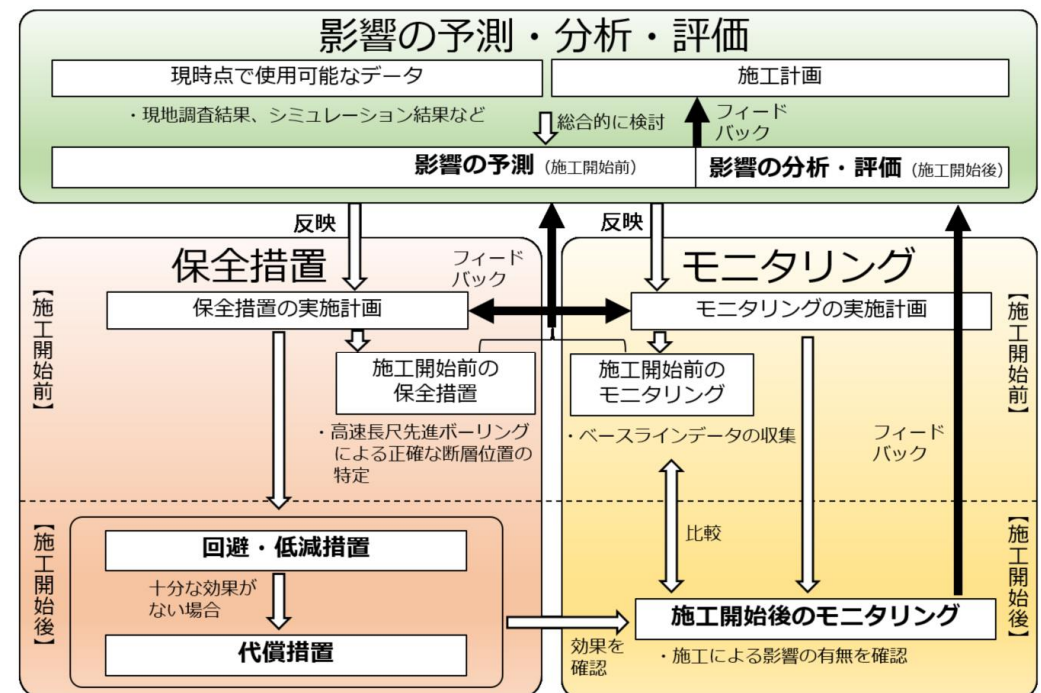 影響の予測・分析・評価
現時点で使用可能なデータ
施工計画
・現地調査結果、シミュレーション結果など
総合的に検討
フィード
バック
影響の予測（施工開始前）
影響の分析・評価（施工開始後）
反映
反映
保全措置
フィード
バック
モニタリング
【施工開始前】
保全措置の実施計画
モニタリングの実施計画
【施工開始前】
施工開始前の
保全措置
施工開始前の
モニタリング
・高速長尺先進ボーリング
による正確な断層位置の
特定
・ベースラインデータの収集
フィード
バック
【施工開始後】
回避・低減措置
十分な効果が
ない場合
代償措置
比較
効果を
確認
施工開始後のモニタリング
・施工による影響の有無を確認
【施工開始後】